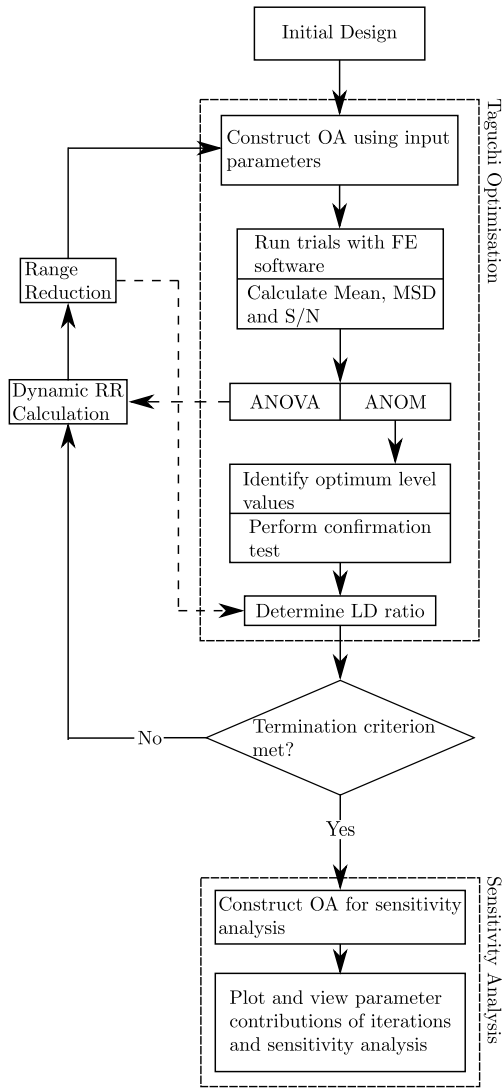 Initial Design
Taguchi Optimisation
Construct OA using input
parameters
Run trials with FE
software
Calculate Mean, MSD
and S/N
Range
Reduction
Dynamic RR
Calculation
ANOVA
ANOM
Identify optimum level
values
Perform confirmation
test
Determine LD ratio
Termination criterion
met?
No
Yes
Sensitivity Analysis
Construct OA for sensitivity
analysis
Plot and view parameter
contributions of iterations
and sensitivity analysis